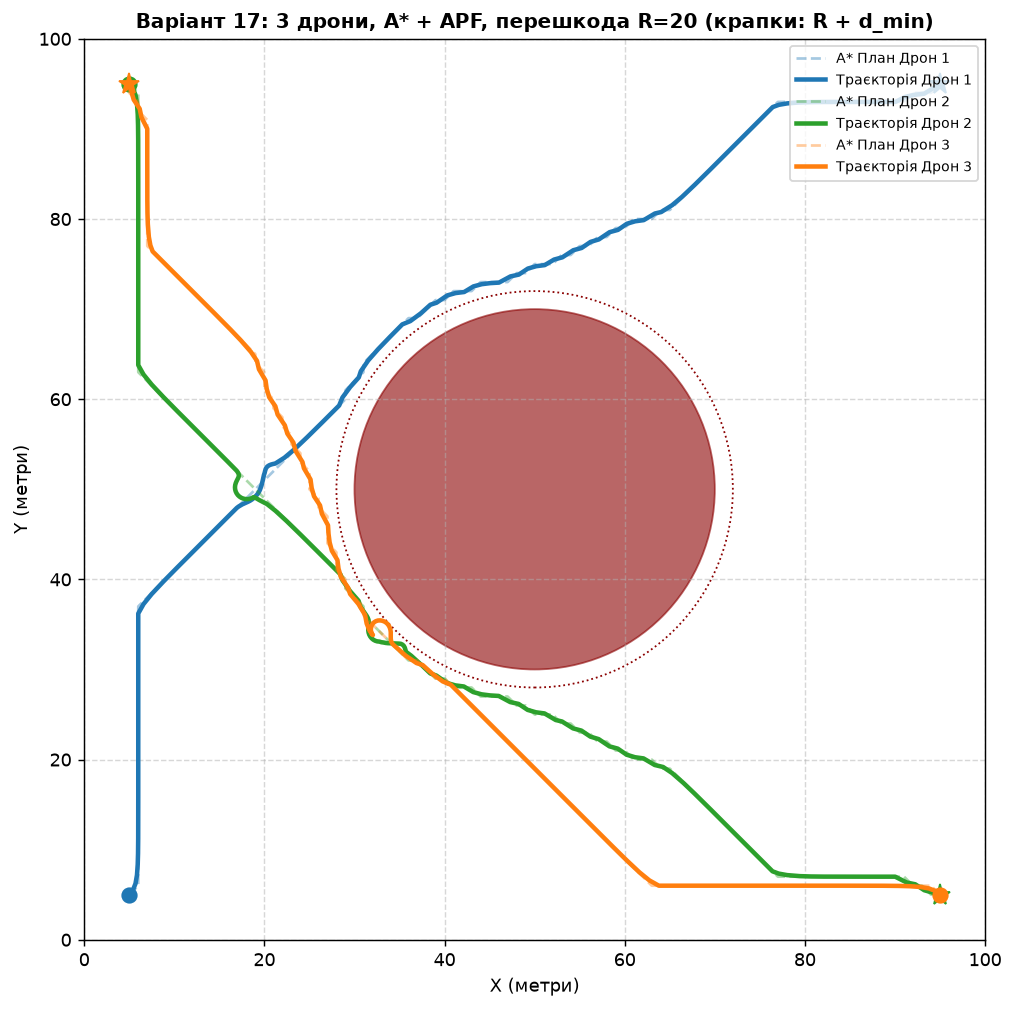 Варіант 17: 3 дрони, A* + APF, перешкода R=20 (крапки: R + d_min)
A* План Дрон 1
Траєкторія Дрон 1
A* План Дрон 2
Траєкторія Дрон 2
A* План Дрон 3
Траєкторія Дрон 3
100
80
60
40
20
0
Y (метри)
0 20 40 60 80 100
X (метри)